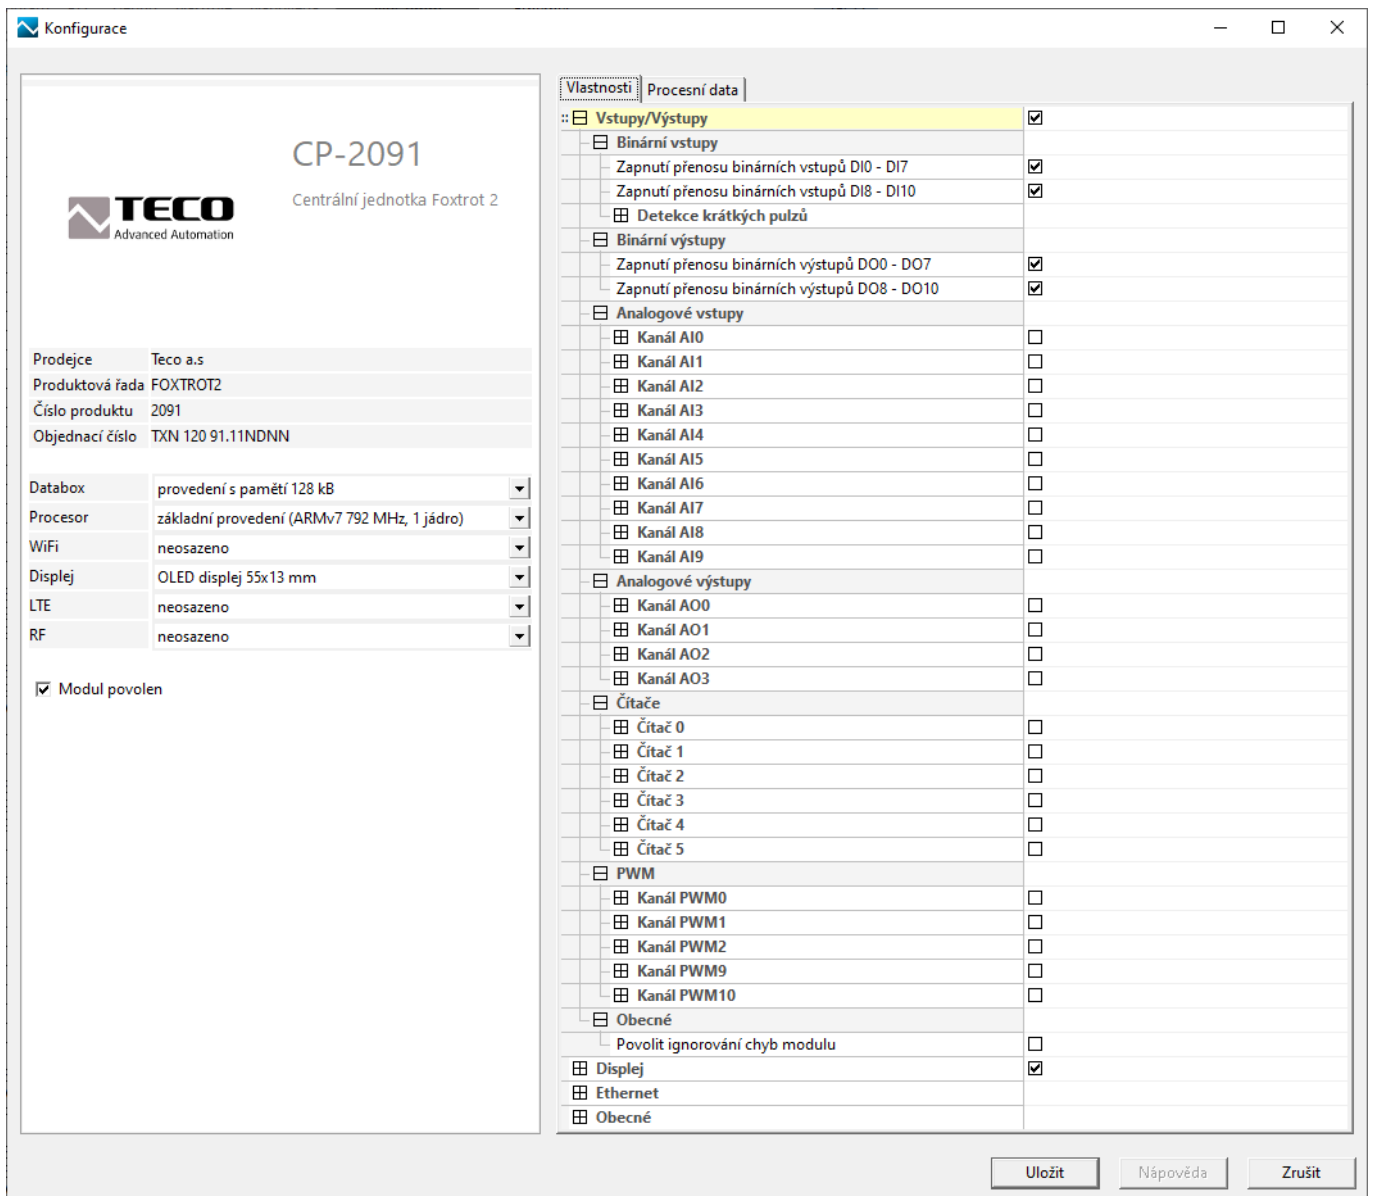 Konfigurace
CP-2091
Centrální jednotka Foxtrot 2
TECO
Advanced Automation
Prodejce Teco a.s
Produktová řada FOXTROT2
Číslo produktu 2091
Objednací číslo TXN 120 91.11NDNN
Databox provedení s pamětí 128 kB
Procesor základní provedení (ARMv7 792 MHz, 1 jádro)
WiFi neosazeno
Displej OLED displej 55x13 mm
LTE neosazeno
RF neosazeno
Modul povolen
Vlastnosti Procesní data
Vstupy/Výstupy
Binární vstupy
Zapnutí přenosu binárních vstupů DI0 - DI7
Zapnutí přenosu binárních vstupů DI8 - DI10
Detekce krátkých pulzů
Binární výstupy
Zapnutí přenosu binárních výstupů DO0 - DO7
Zapnutí přenosu binárních výstupů DO8 - DO10
Analogové vstupy
Kanál AI0
Kanál AI1
Kanál AI2
Kanál AI3
Kanál AI4
Kanál AI5
Kanál AI6
Kanál AI7
Kanál AI8
Kanál AI9
Analogové výstupy
Kanál AO0
Kanál AO1
Kanál AO2
Kanál AO3
Čítače
Čítač 0
Čítač 1
Čítač 2
Čítač 3
Čítač 4
Čítač 5
PWM
Kanál PWM0
Kanál PWM1
Kanál PWM2
Kanál PWM9
Kanál PWM10
Obecné
Povolit ignorování chyb modulu
Displej
Ethernet
Obecné
Uložit Nápověda Zrušit